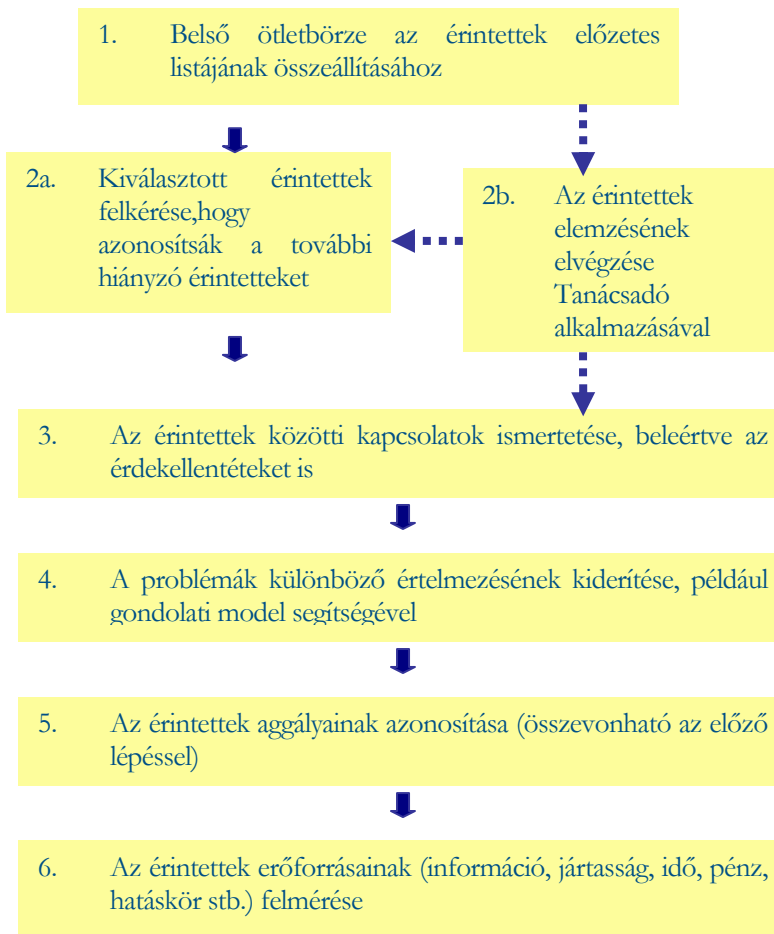 1. Belső ötletbörze az érintettek előzetes
listájának összeállításához
2a. Kiválasztott érintettek
felkérése,hogy
azonosítsák a további
hiányzó érintetteket
2b. Az érintettek
elemzésének
elvégzése
Tanácsadó
alkalmazásával
3. Az érintettek közötti kapcsolatok ismertetése, beleértve az
érdekellentéteket is
4. A problémák különböző értelmezésének kiderítése, például
gondolati model segítségével
5. Az érintettek aggályainak azonosítása (összevonható az előző
lépéssel)
6. Az érintettek erőforrásainak (információ, jártasság, idő, pénz,
hatáskör stb.) felmérése